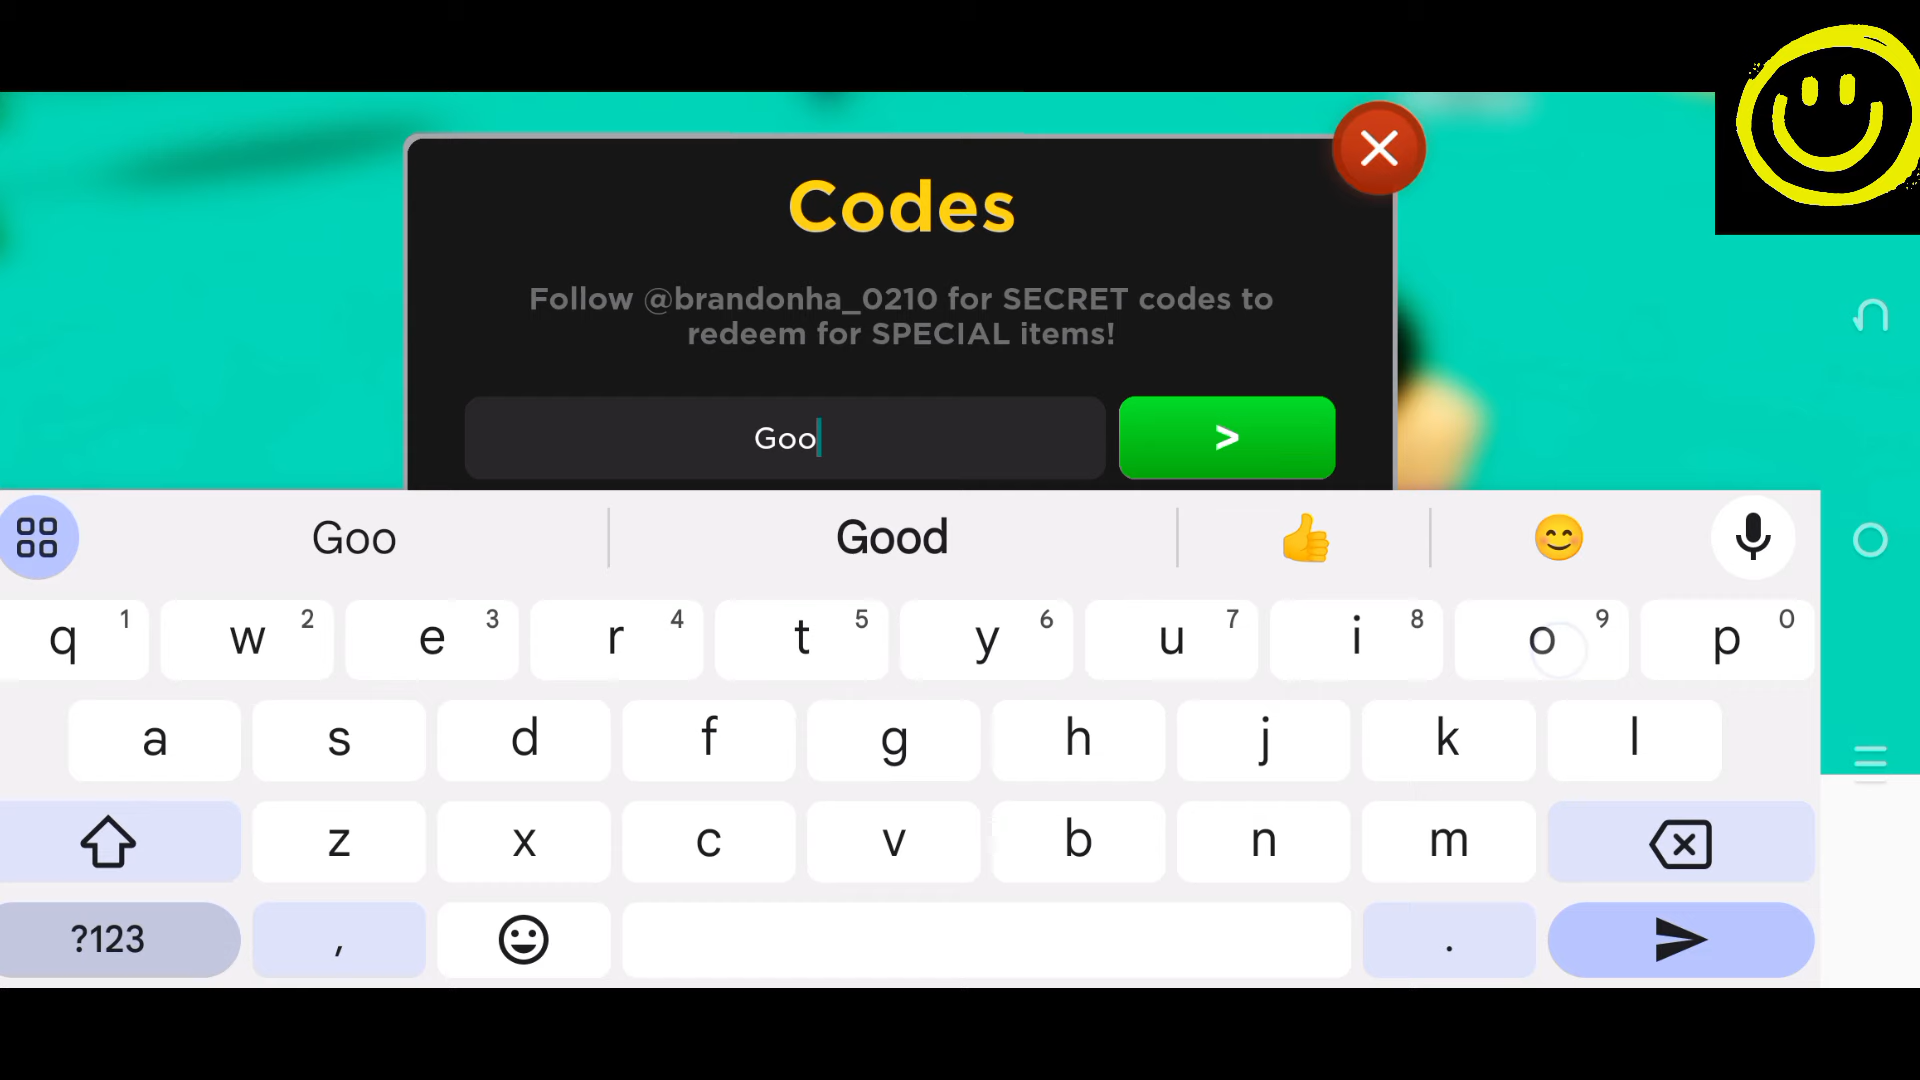 Codes
Follow @brandonha_0210 for SECRET codes to
redeem for SPECIAL items!
Goo >
Goo Good 👍 😊
q 1 w 2 e 3 r 4 t 5 y 6 u 7 i 8 o 9 p 0
a s d f g h j k l
z x c v b n m
?123 , .